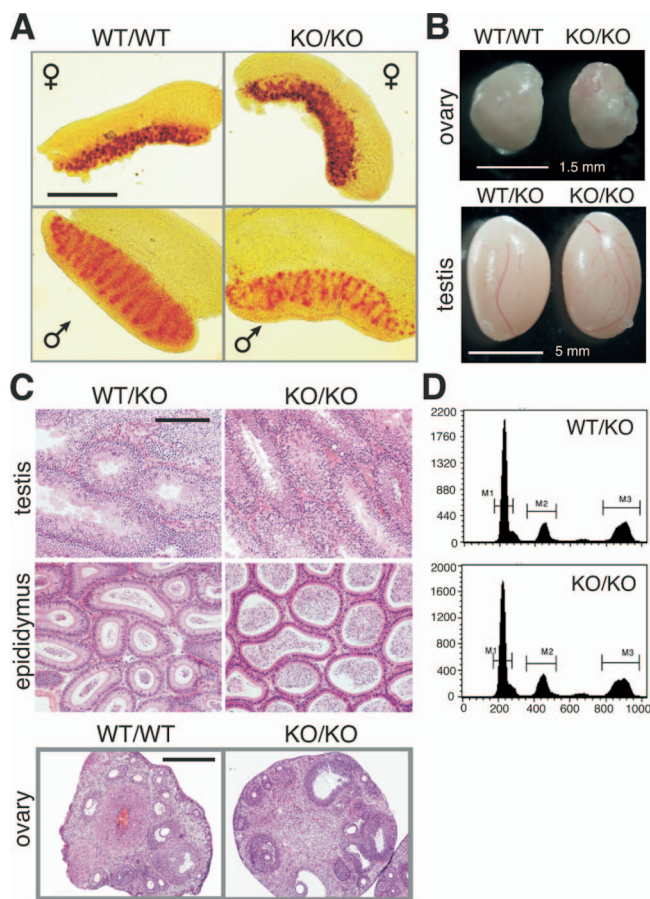 A
WT/WT KO/KO
♀ ♀
♂ ♂
B
WT/WT KO/KO
ovary
1.5 mm
WT/KO KO/KO
testis
5 mm
C
WT/KO KO/KO
testis
epididymus
WT/WT KO/KO
ovary
D
2200
1760
1320
880
440
0
WT/KO
M1 M2 M3
2000
1600
1200
800
400
0
KO/KO
M1 M2 M3
0 200 400 600 800 1000